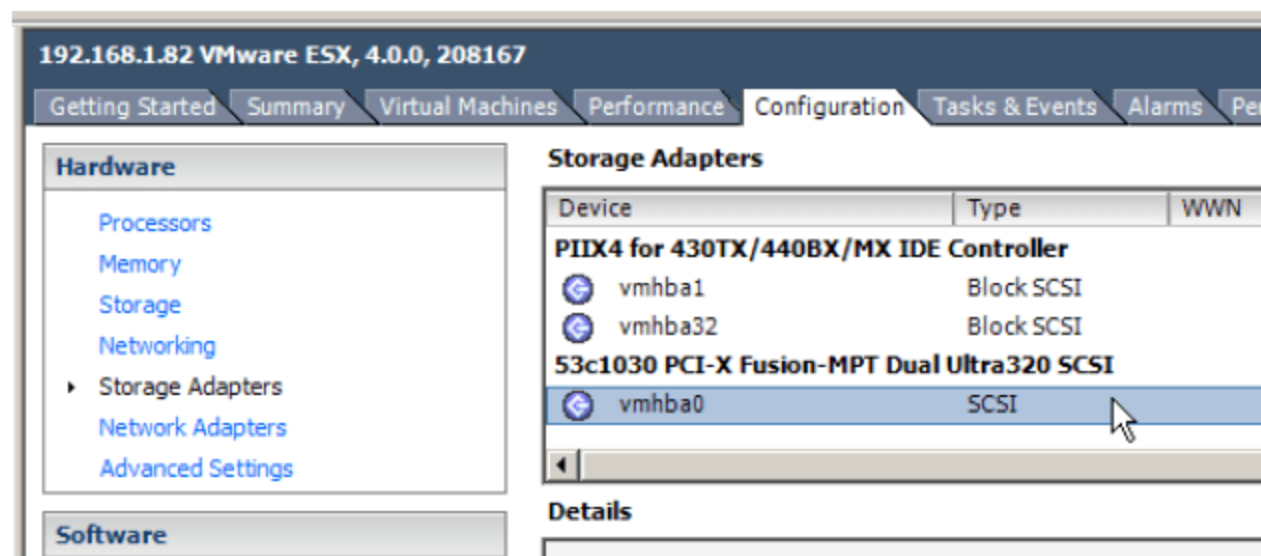 192.168.1.82 VMware ESX, 4.0.0, 208167
Getting Started Summary Virtual Machines Performance Configuration Tasks & Events Alarms Pe
Hardware
Processors
Memory
Storage
Networking
Storage Adapters
Network Adapters
Advanced Settings
Software
Storage Adapters
Device Type WWN
PIIX4 for 430TX/440BX/MX IDE Controller
vmhba1 Block SCSI
vmhba32 Block SCSI
53c1030 PCI-X Fusion-MPT Dual Ultra320 SCSI
vmhba0 SCSI
Details